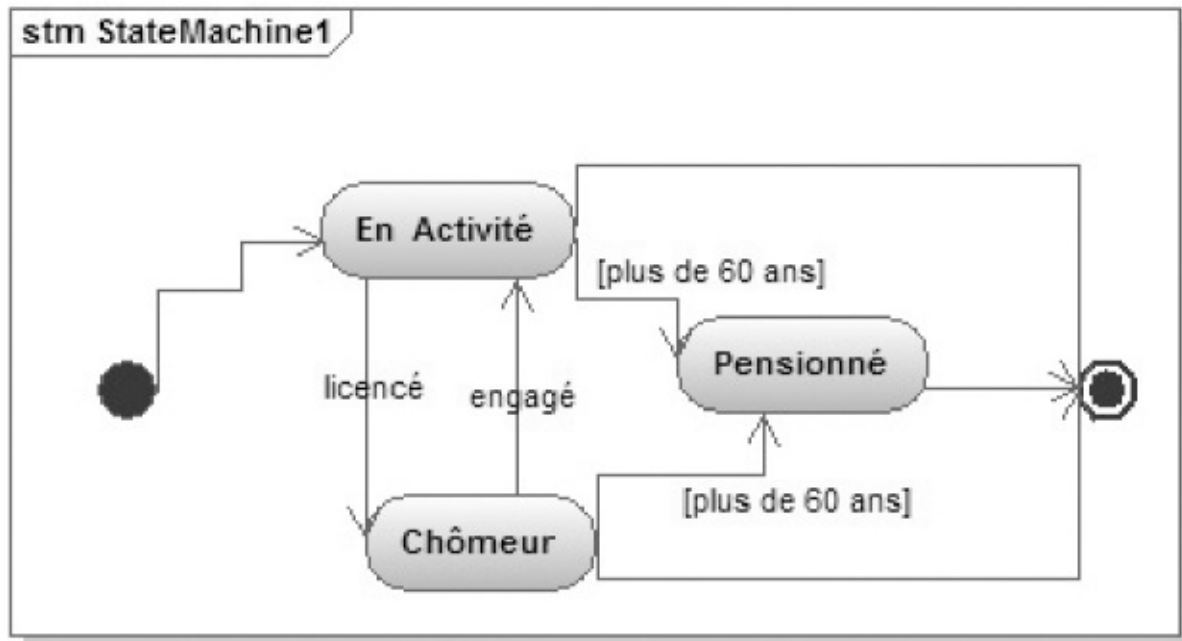 stm StateMachine1
En Activité
[plus de 60 ans]
Pensionné
licencé
engagé
[plus de 60 ans]
Chômeur